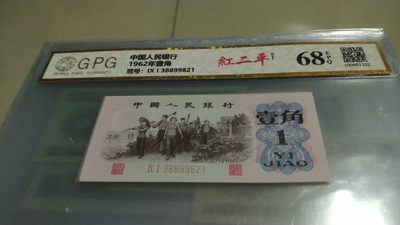 GPG
中国人民银行
1962年壹角
冠号: IX I 38899821
紅二平
68
EPQ
中國人民銀行
壹角
1
YI
JIAO
IX I 38899821